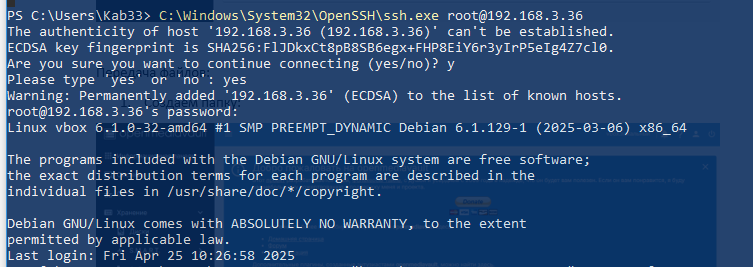 PS C:\Users\Kab33> C:\Windows\System32\OpenSSH\ssh.exe root@192.168.3.36
The authenticity of host '192.168.3.36 (192.168.3.36)' can't be established.
ECDSA key fingerprint is SHA256:FlJDkxCt8pB8SB6egx+FHP8EiY6r3yIrP5eIg4Z7cl0.
Are you sure you want to continue connecting (yes/no)? y
Please type 'yes' or 'no': yes
Warning: Permanently added '192.168.3.36' (ECDSA) to the list of known hosts.
root@192.168.3.36's password:
Linux vbox 6.1.0-32-amd64 #1 SMP PREEMPT_DYNAMIC Debian 6.1.129-1 (2025-03-06) x86_64
The programs included with the Debian GNU/Linux system are free software;
the exact distribution terms for each program are described in the
individual files in /usr/share/doc/*/copyright.
Debian GNU/Linux comes with ABSOLUTELY NO WARRANTY, to the extent
permitted by applicable law.
Last login: Fri Apr 25 10:26:58 2025